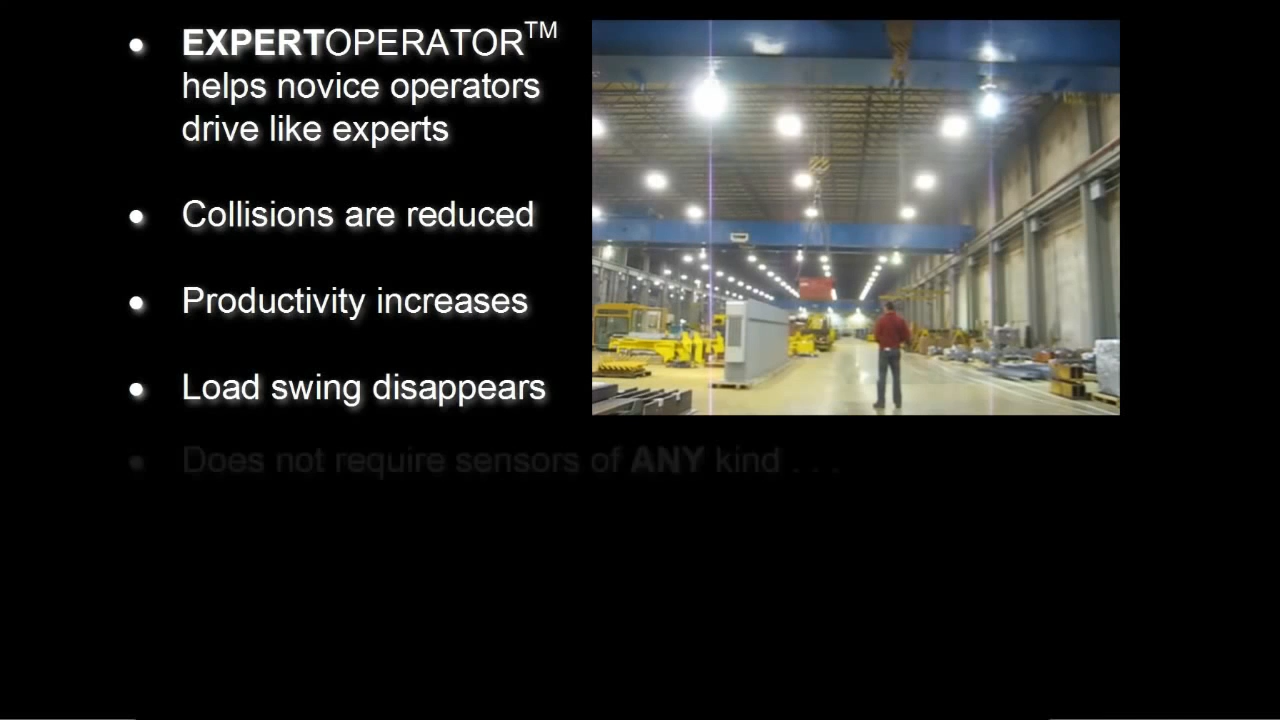 • EXPERTOPERATOR™
helps novice operators
drive like experts
• Collisions are reduced
• Productivity increases
• Load swing disappears
• Does not require sensors of ANY kind . . .